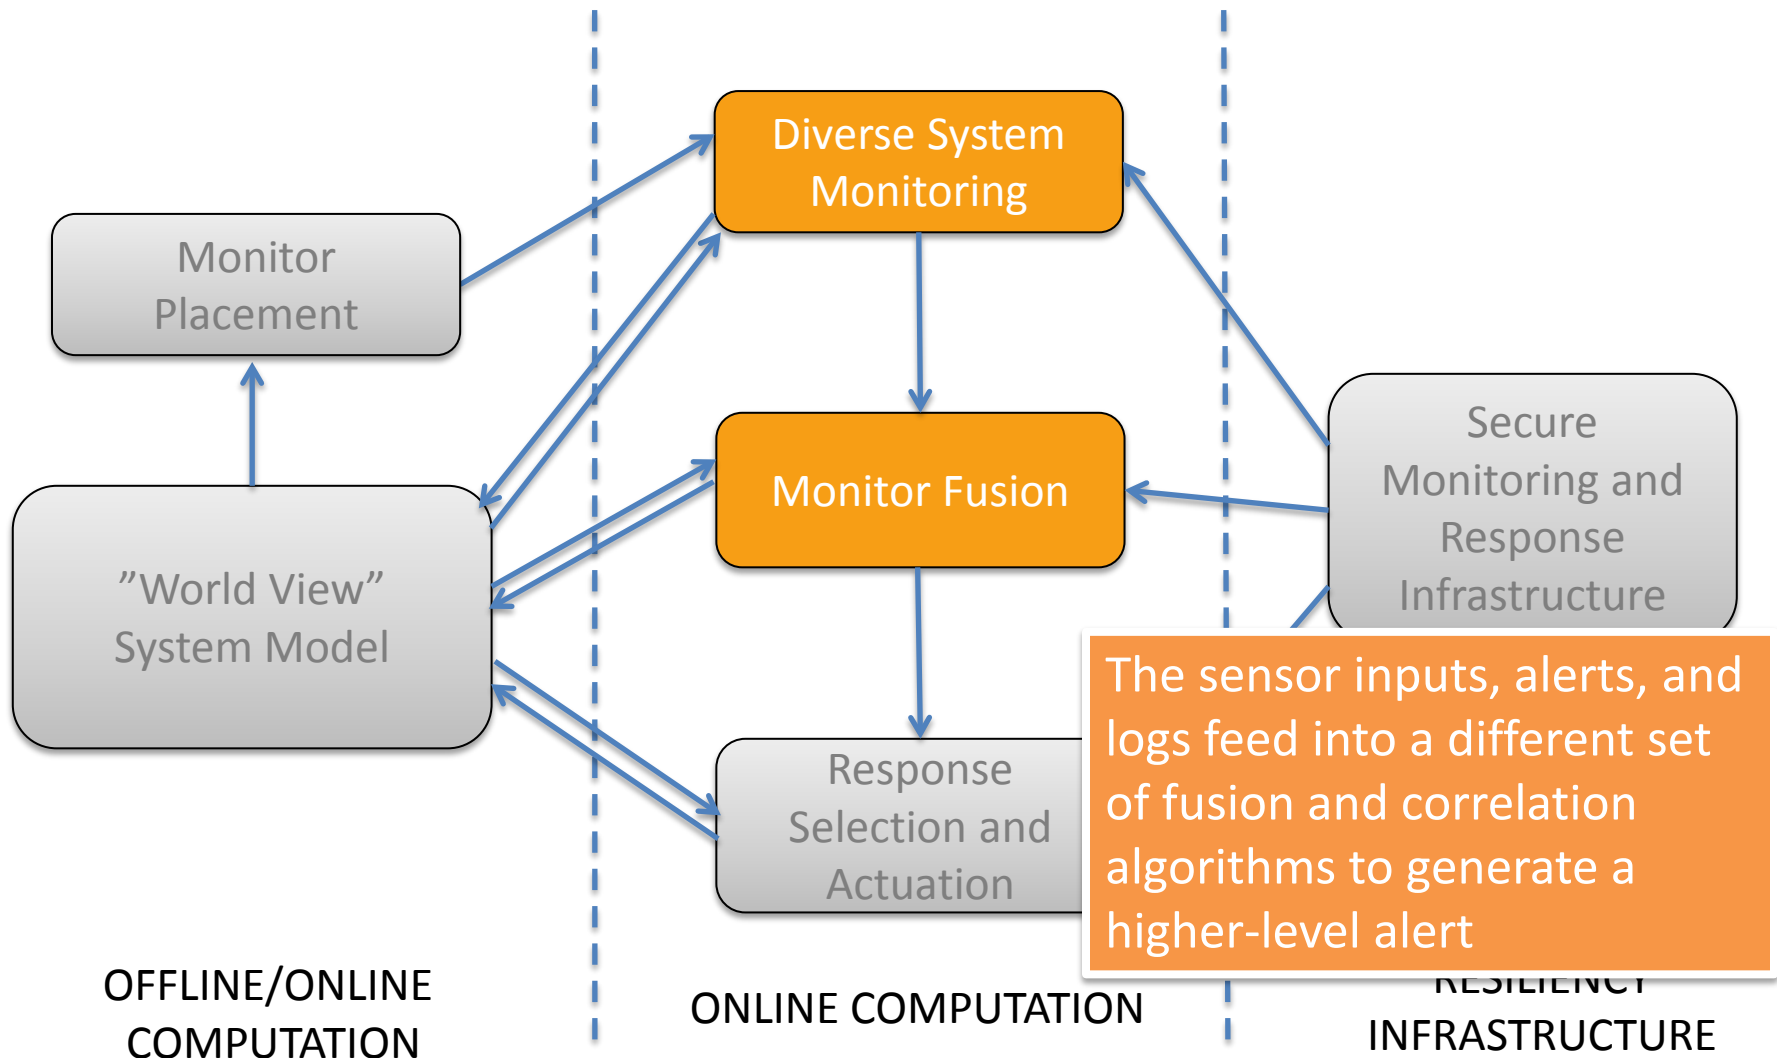 Diverse System
Monitoring
Monitor
Placement
Monitor Fusion
Secure
Monitoring and
Response
Infrastructure
”World View”
System Model
Response
Selection and
Actuation
The sensor inputs, alerts, and
logs feed into a different set
of fusion and correlation
algorithms to generate a
higher-level alert
OFFLINE/ONLINE
COMPUTATION
ONLINE COMPUTATION
RESILIENCY
INFRASTRUCTURE